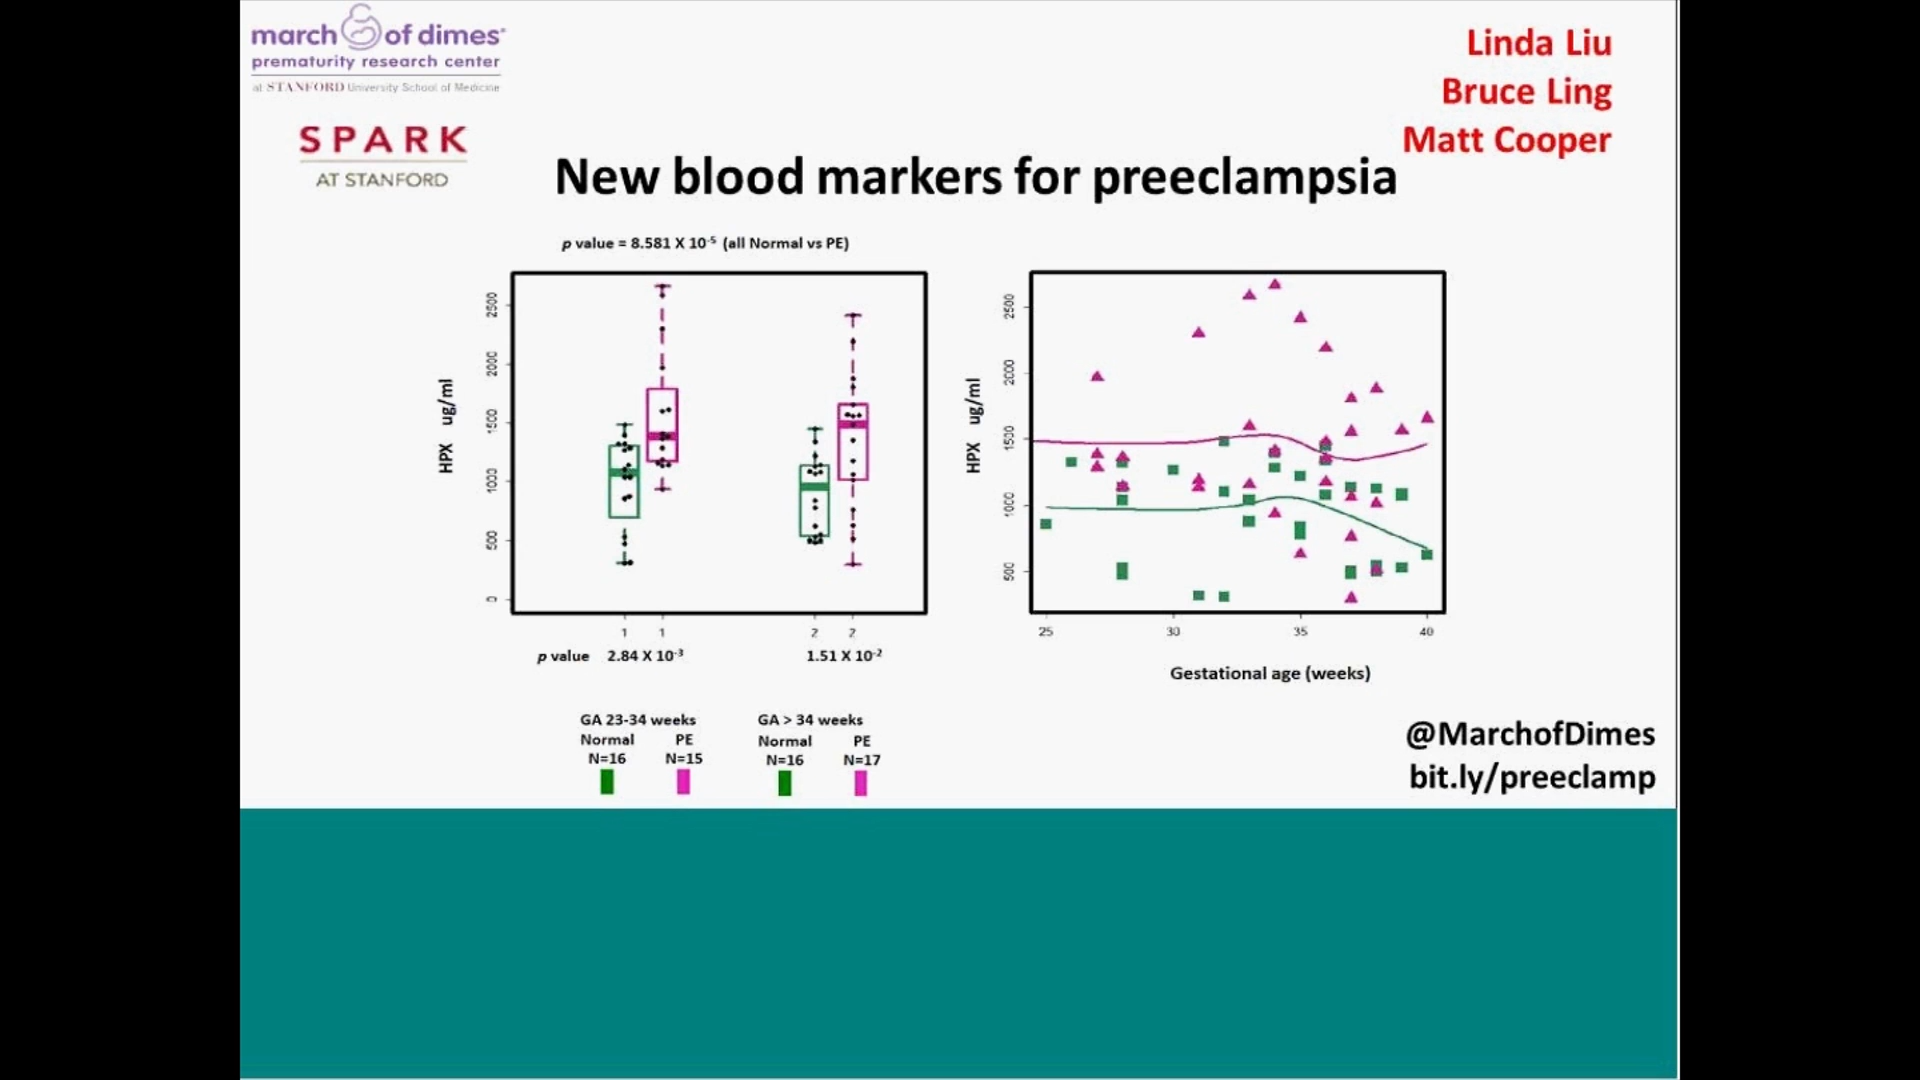 march of dimes
prematurity research center
at STANFORD University School of Medicine
SPARK
AT STANFORD
Linda Liu
Bruce Ling
Matt Cooper
New blood markers for preeclampsia
p value = 8.581 X 10⁻⁵ (all Normal vs PE)
HPX ug/ml
2500
2000
1500
1000
500
0
1 1 2 2
p value 2.84 X 10⁻³ 1.51 X 10⁻²
GA 23-34 weeks GA > 34 weeks
Normal PE Normal PE
N=16 N=15 N=16 N=17
HPX ug/ml
2500
2000
1500
1000
500
25 30 35 40
Gestational age (weeks)
@MarchofDimes
bit.ly/preeclamp